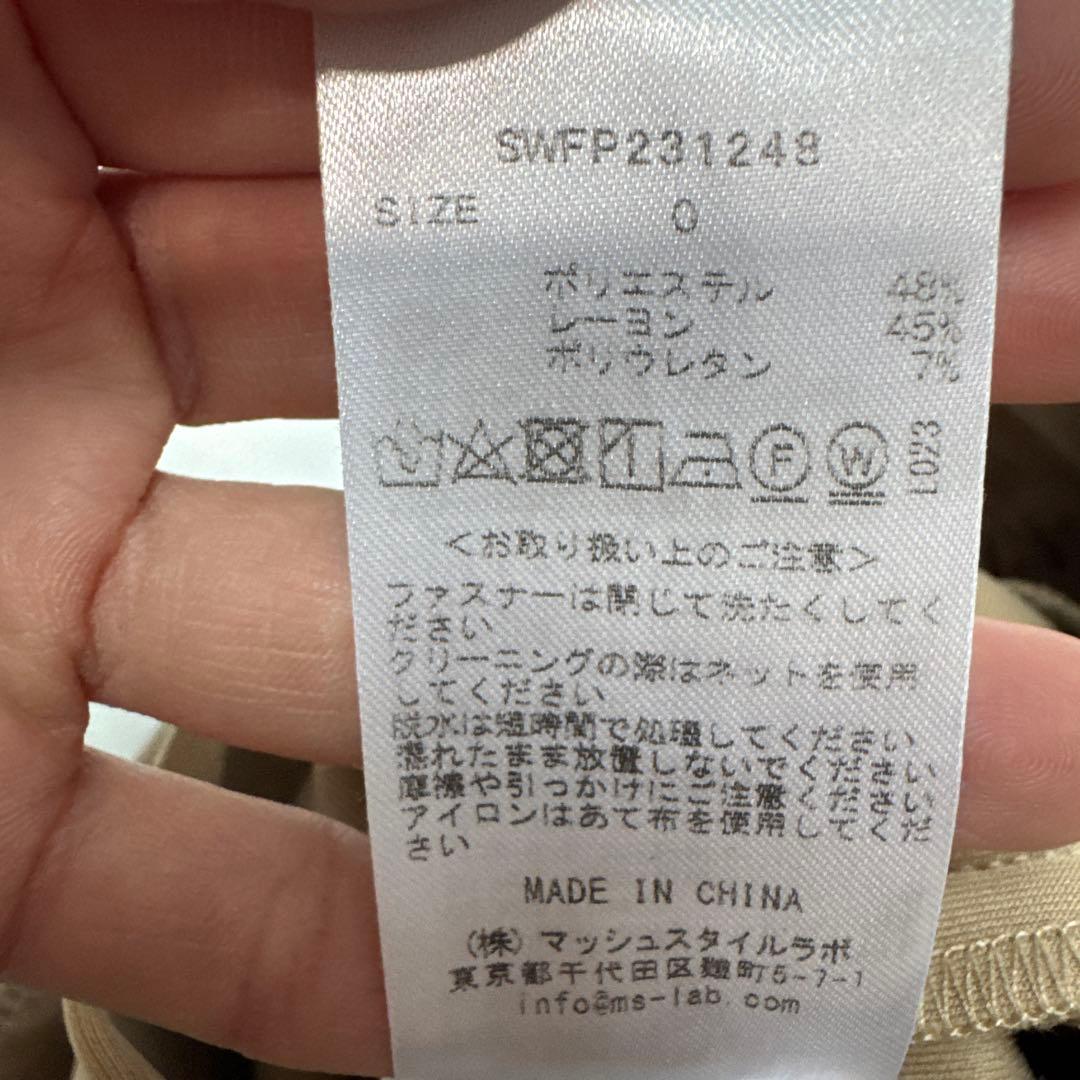 SWFP231248
SIZE 0
ポリエステル 48%
レーヨン 45%
ポリウレタン 7%
F W L023
<お取り扱い上のご注意>
ファスナーは閉じて洗たくしてく
ださい
クリーニングの際はネットを使用
してください
脱水は短時間で処理してください
濡れたまま放置しないでください
摩擦や引っかけにご注意ください。
アイロンはあて布を使用してくだ
さい
MADE IN CHINA
(株)マッシュスタイルラボ
東京都千代田区麹町5-7-1
info@ms-lab.com